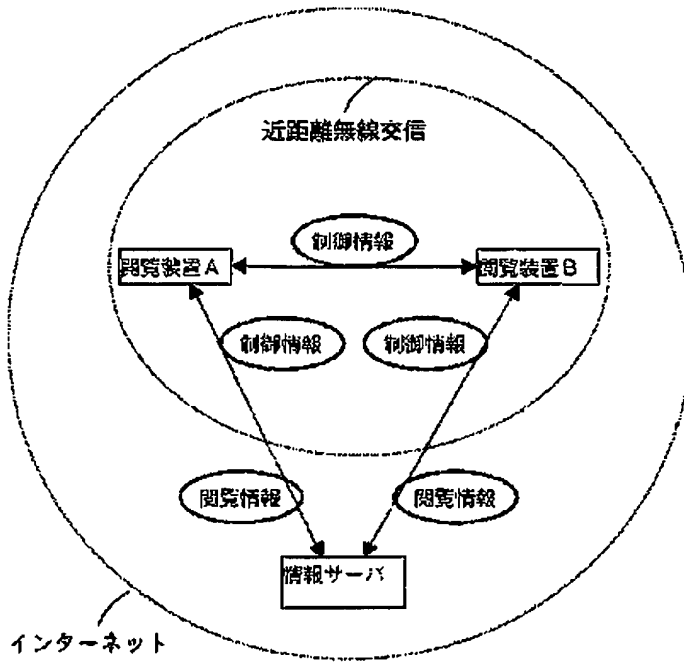 近距離無線交信
制御情報
閲覧装置A
閲覧装置B
制御情報
制御情報
閲覧情報
閲覧情報
情報サーバ
インターネット